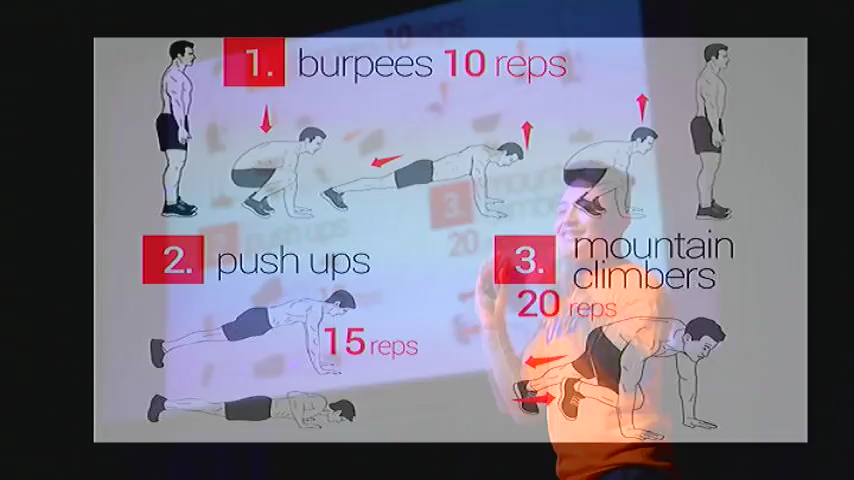 1. burpees 10 reps
2. push ups
15 reps
3. mountain
climbers
20 reps